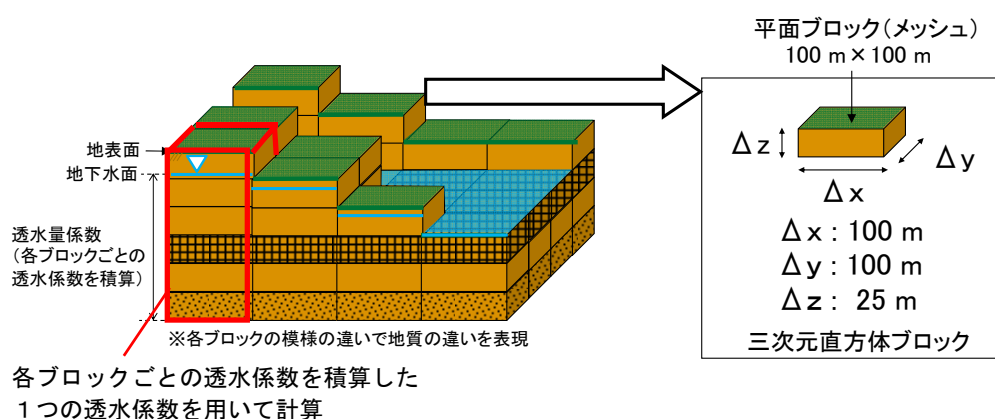 平面ブロック（メッシュ）
100 m×100 m
地表面
地下水面
透水量係数
（各ブロックごとの
透水係数を積算）
※各ブロックの模様の違いで地質の違いを表現
各ブロックごとの透水係数を積算した
１つの透水係数を用いて計算
Δz
Δy
Δx
Δx：100 m
Δy：100 m
Δz： 25 m
三次元直方体ブロック